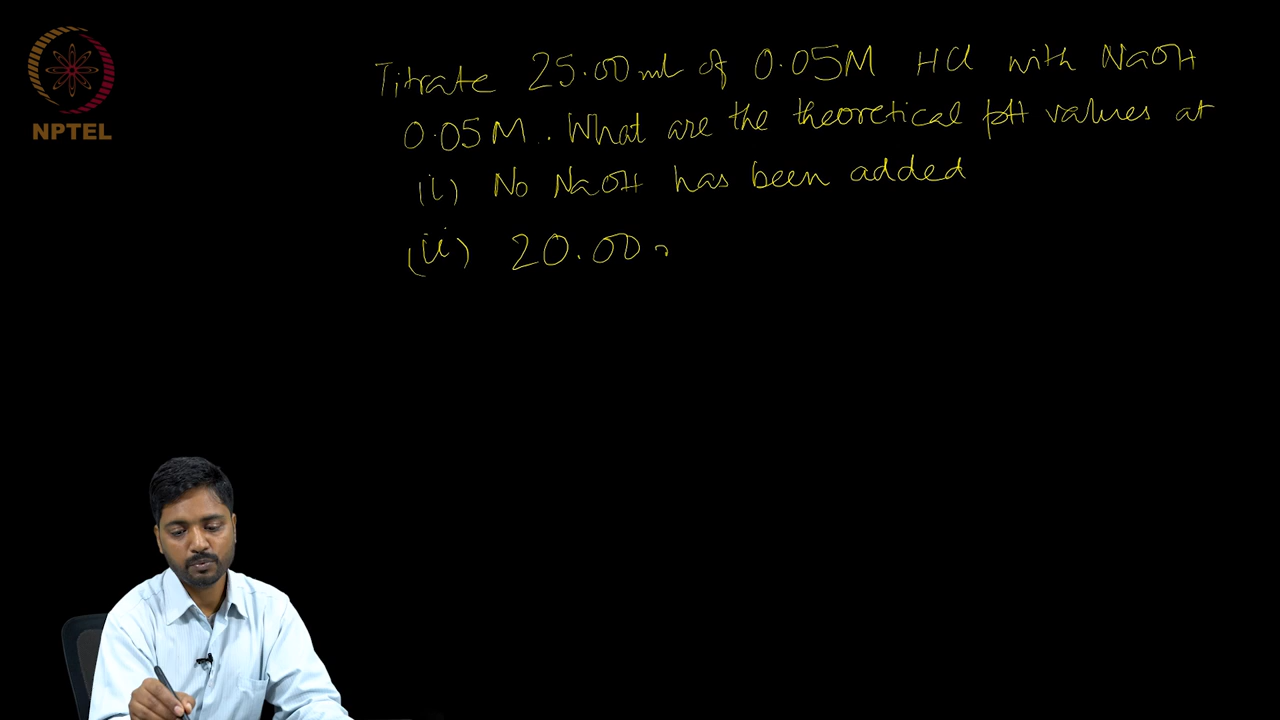 NPTEL
Titrate 25.00 ml of 0.05M HCl with NaOH
0.05M. What are the theoretical pH values at
(i) No NaOH has been added
(ii) 20.00